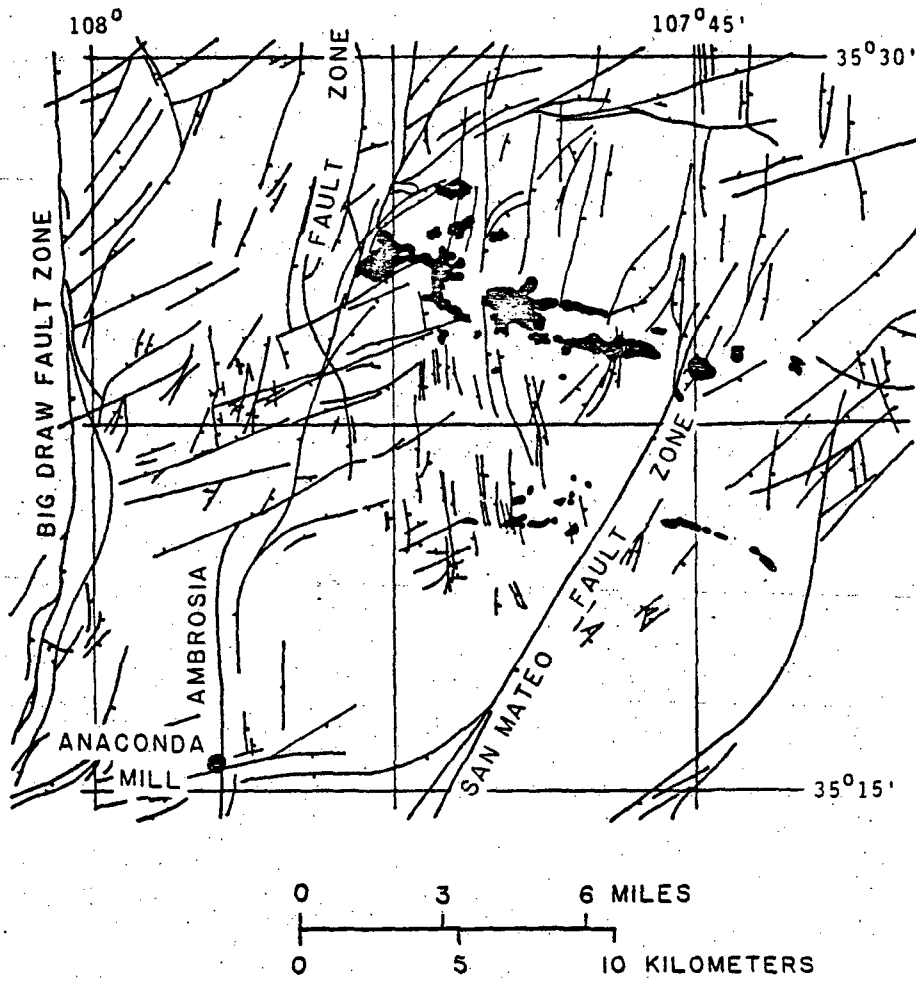 108°
107°45'
35°30'
BIG DRAW FAULT ZONE
AMBROSIA FAULT ZONE
SAN MATEO FAULT ZONE
ANACONDA
MILL
35°15'
0 3 6 MILES
0 5 10 KILOMETERS